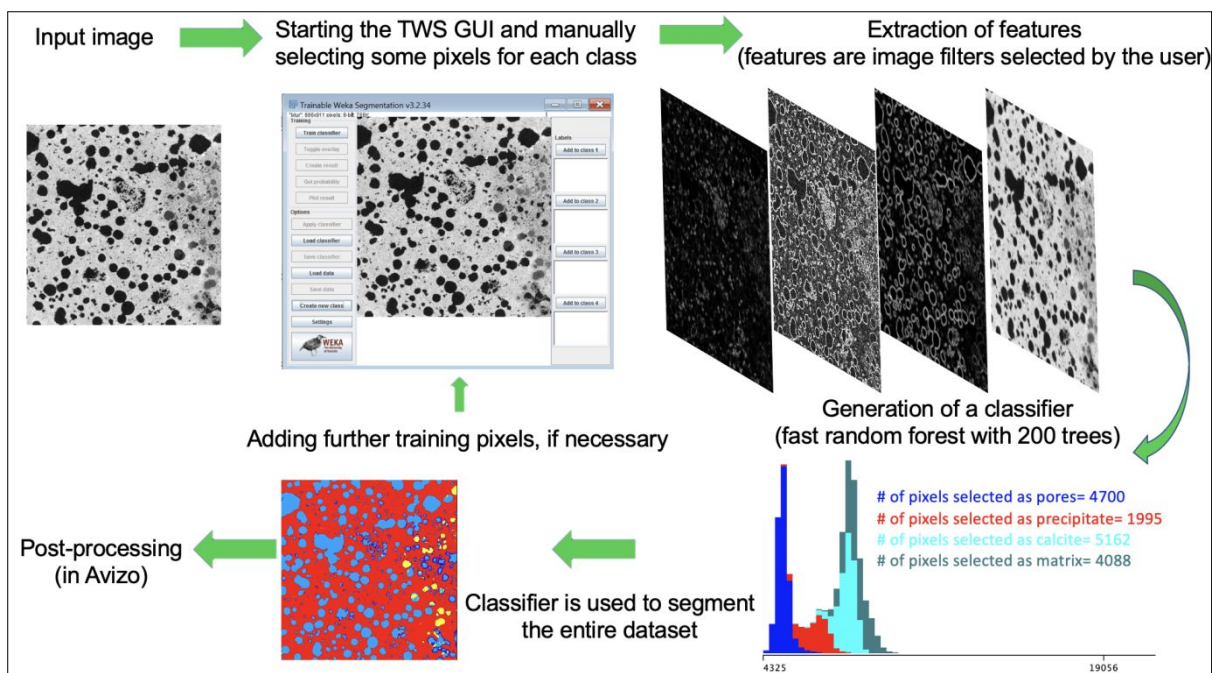 Input image
Starting the TWS GUI and manually
selecting some pixels for each class
Extraction of features
(features are image filters selected by the user)
Trainable Weka Segmentation v3.2.34
Training
Train classifier
Toggle overlay
Create result
Get probability
Plot result
Options
Apply classifier
Load classifier
Save classifier
Load data
Save data
Create new class
Settings
WEKA
Labels
Add to class 1
Add to class 2
Add to class 3
Add to class 4
Generation of a classifier
(fast random forest with 200 trees)
# of pixels selected as pores= 4700
# of pixels selected as precipitate= 1995
# of pixels selected as calcite= 5162
# of pixels selected as matrix= 4088
4325
19056
Adding further training pixels, if necessary
Classifier is used to segment
the entire dataset
Post-processing
(in Avizo)